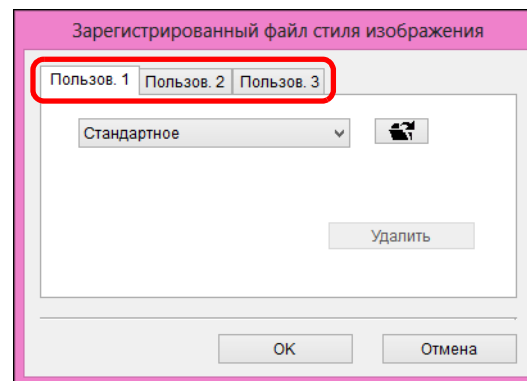 Зарегистрированный файл стиля изображения
Пользов. 1 Пользов. 2 Пользов. 3
Стандартное
Удалить
OK Отмена